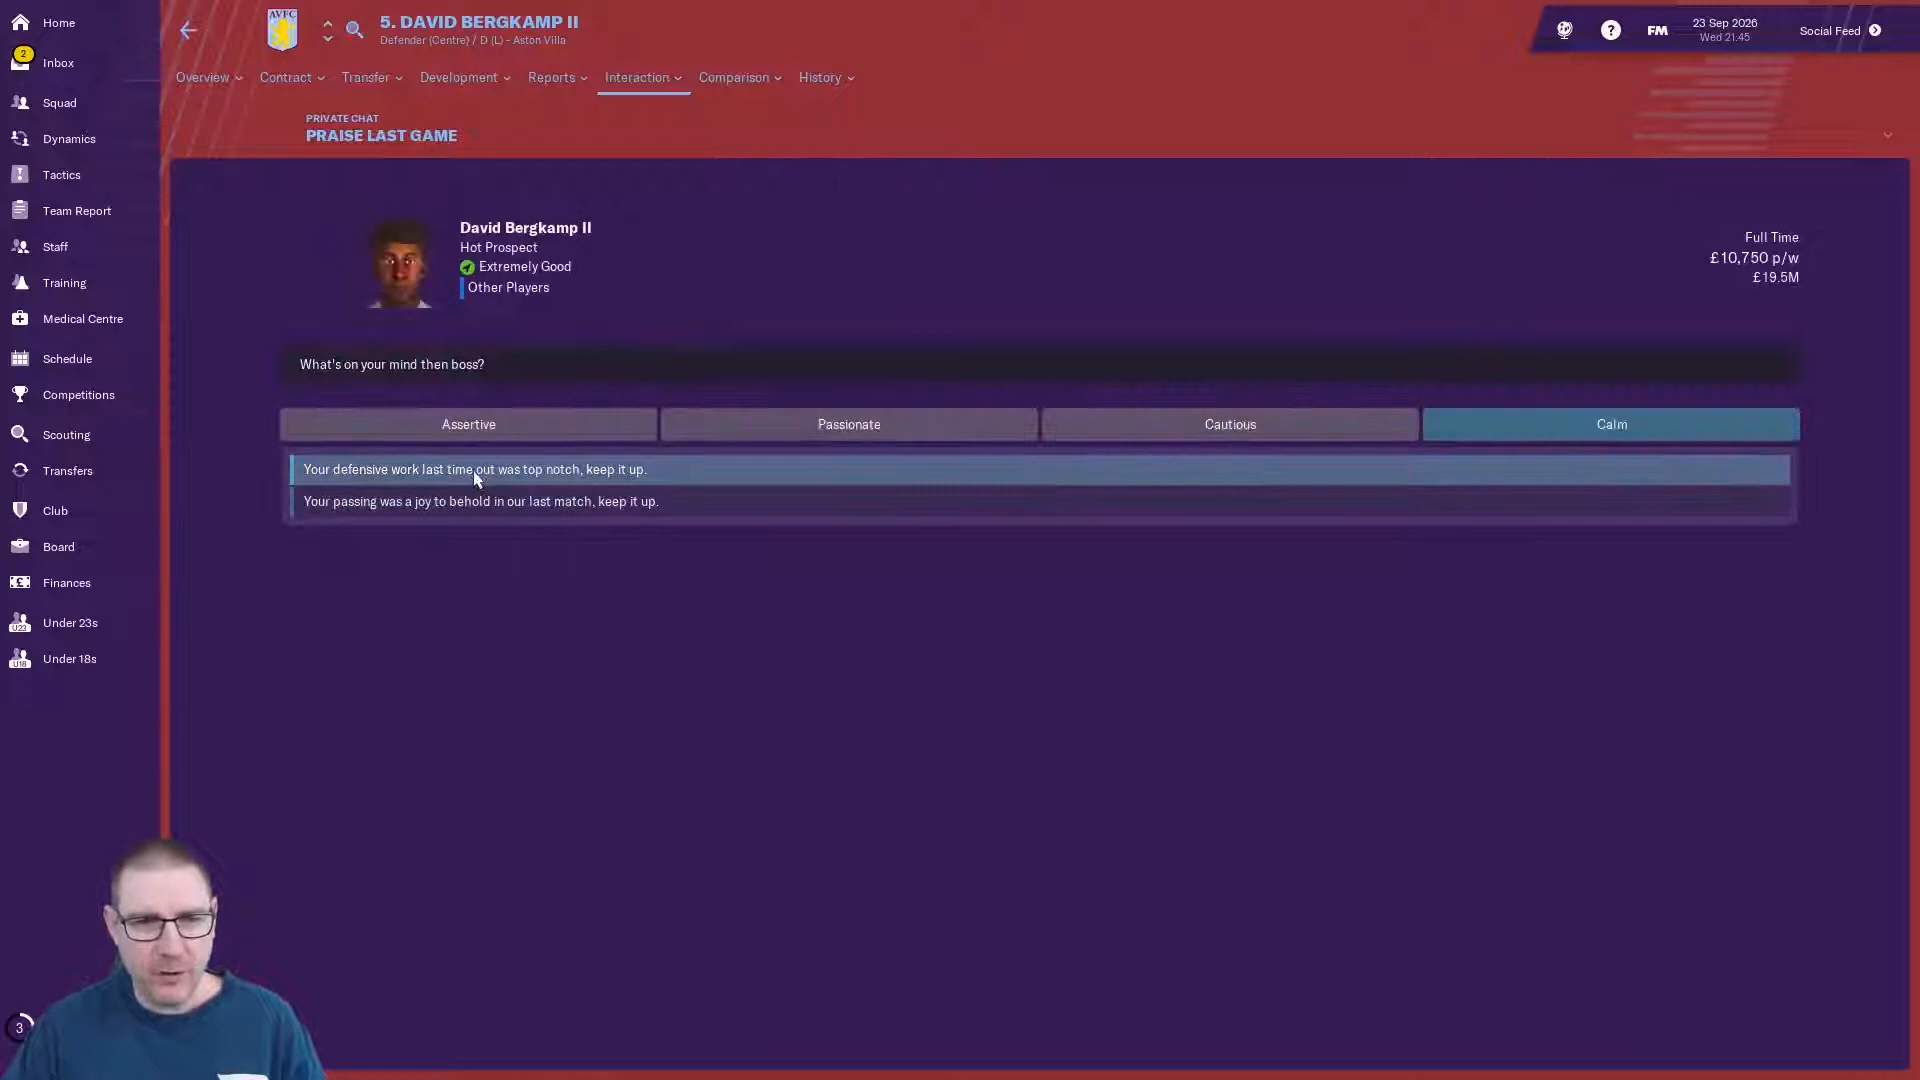 Home
2
Inbox
Squad
Dynamics
Tactics
Team Report
Staff
Training
Medical Centre
Schedule
Competitions
Scouting
Transfers
Club
Board
Finances
U23
Under 23s
U18
Under 18s
3
AVFC
5. DAVID BERGKAMP II
Defender (Centre) / D (L) - Aston Villa
?
FM
23 Sep 2026
Wed 21:45
Social Feed
Overview
Contract
Transfer
Development
Reports
Interaction
Comparison
History
PRIVATE CHAT
PRAISE LAST GAME
David Bergkamp II
Hot Prospect
Extremely Good
Other Players
Full Time
£10,750 p/w
£19.5M
What's on your mind then boss?
Assertive
Passionate
Cautious
Calm
Your defensive work last time out was top notch, keep it up.
Your passing was a joy to behold in our last match, keep it up.